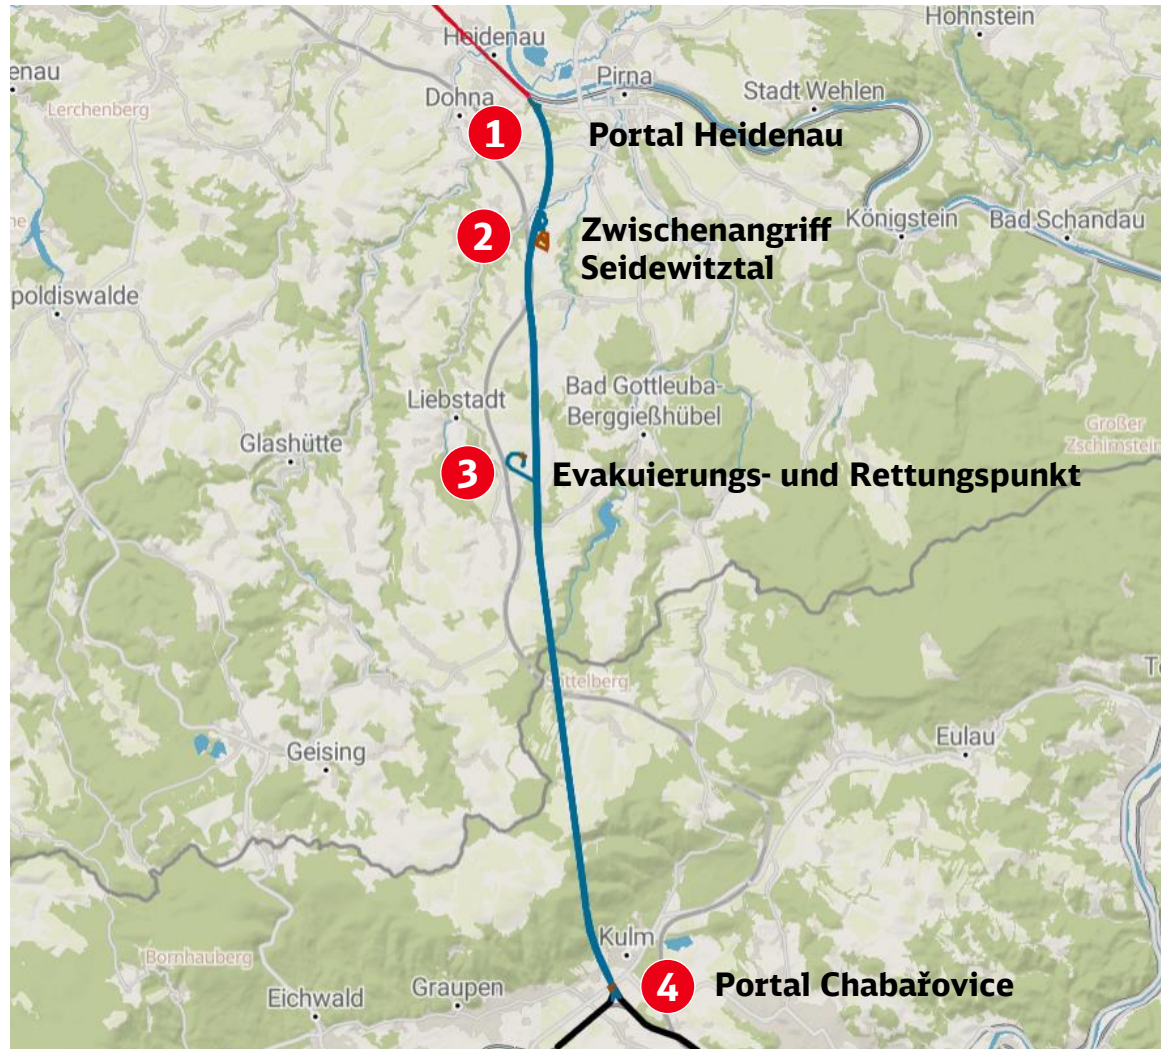 Hohnstein
Heidenau
enau
Pirna
Lerchenberg
Dohna
Stadt Wehlen
1
Portal Heidenau
2
Zwischenangriff
Seidewitztal
Königstein
Bad Schandau
poldiswalde
Liebstadt
Bad Gottleuba-
Berggießhübel
Glashütte
Großer
Zschirnstein
3
Evakuierungs- und Rettungspunkt
Geising
Eulau
Kulm
Bornhauberg
Eichwald
Graupen
4
Portal Chabařovice